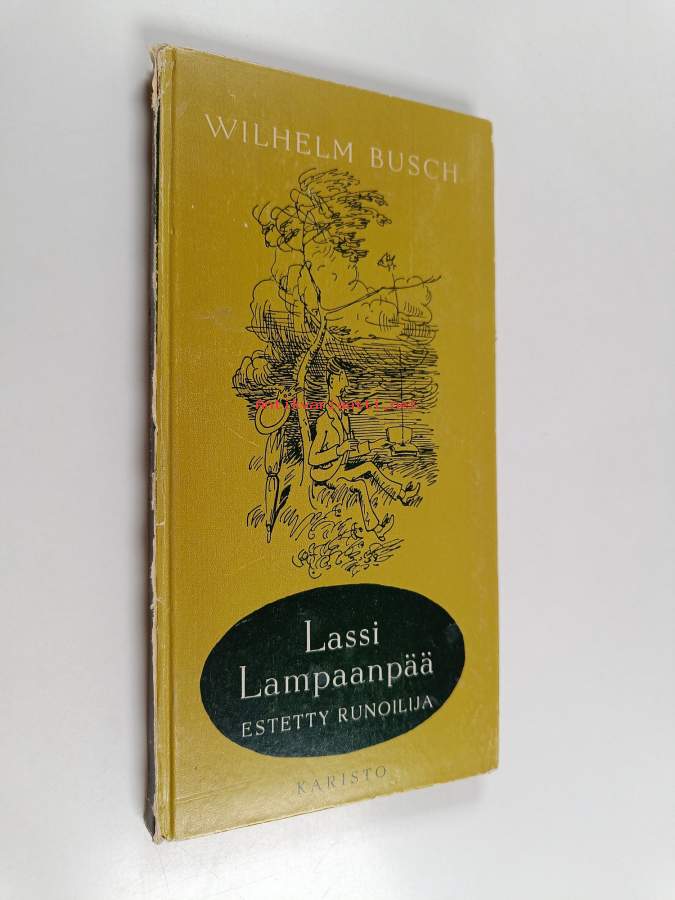 WILHELM BUSCH
Lassi
Lampaanpää
ESTETTY RUNOILIJA
KARISTO